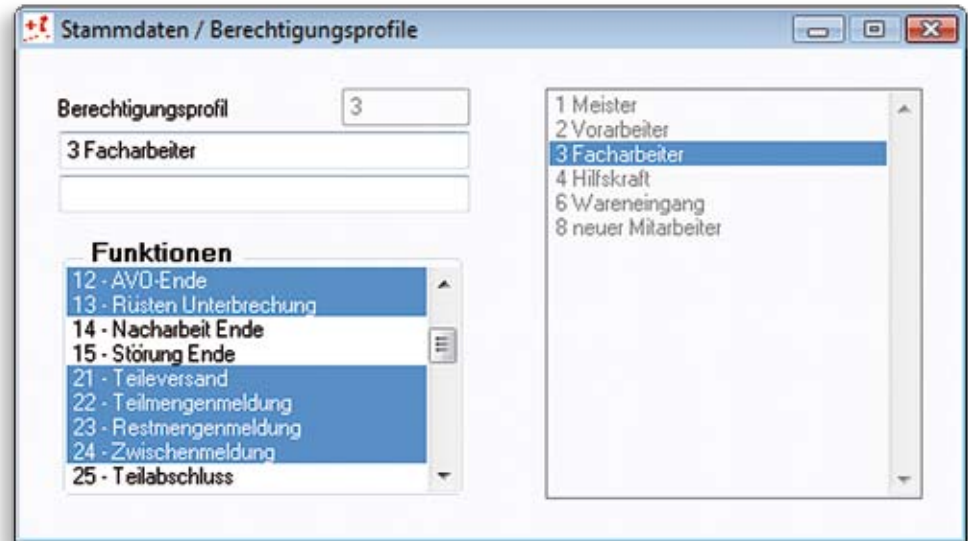 Stammdaten / Berechtigungsprofile
Berechtigungsprofil 3
3 Facharbeiter
Funktionen
12 - AVO-Ende
13 - Rüsten Unterbrechung
14 - Nacharbeit Ende
15 - Störung Ende
21 - Teileversand
22 - Teilmengenmeldung
23 - Restmengenmeldung
24 - Zwischenmeldung
25 - Teilabschluss
1 Meister
2 Vorarbeiter
3 Facharbeiter
4 Hilfskraft
6 Wareneingang
8 neuer Mitarbeiter